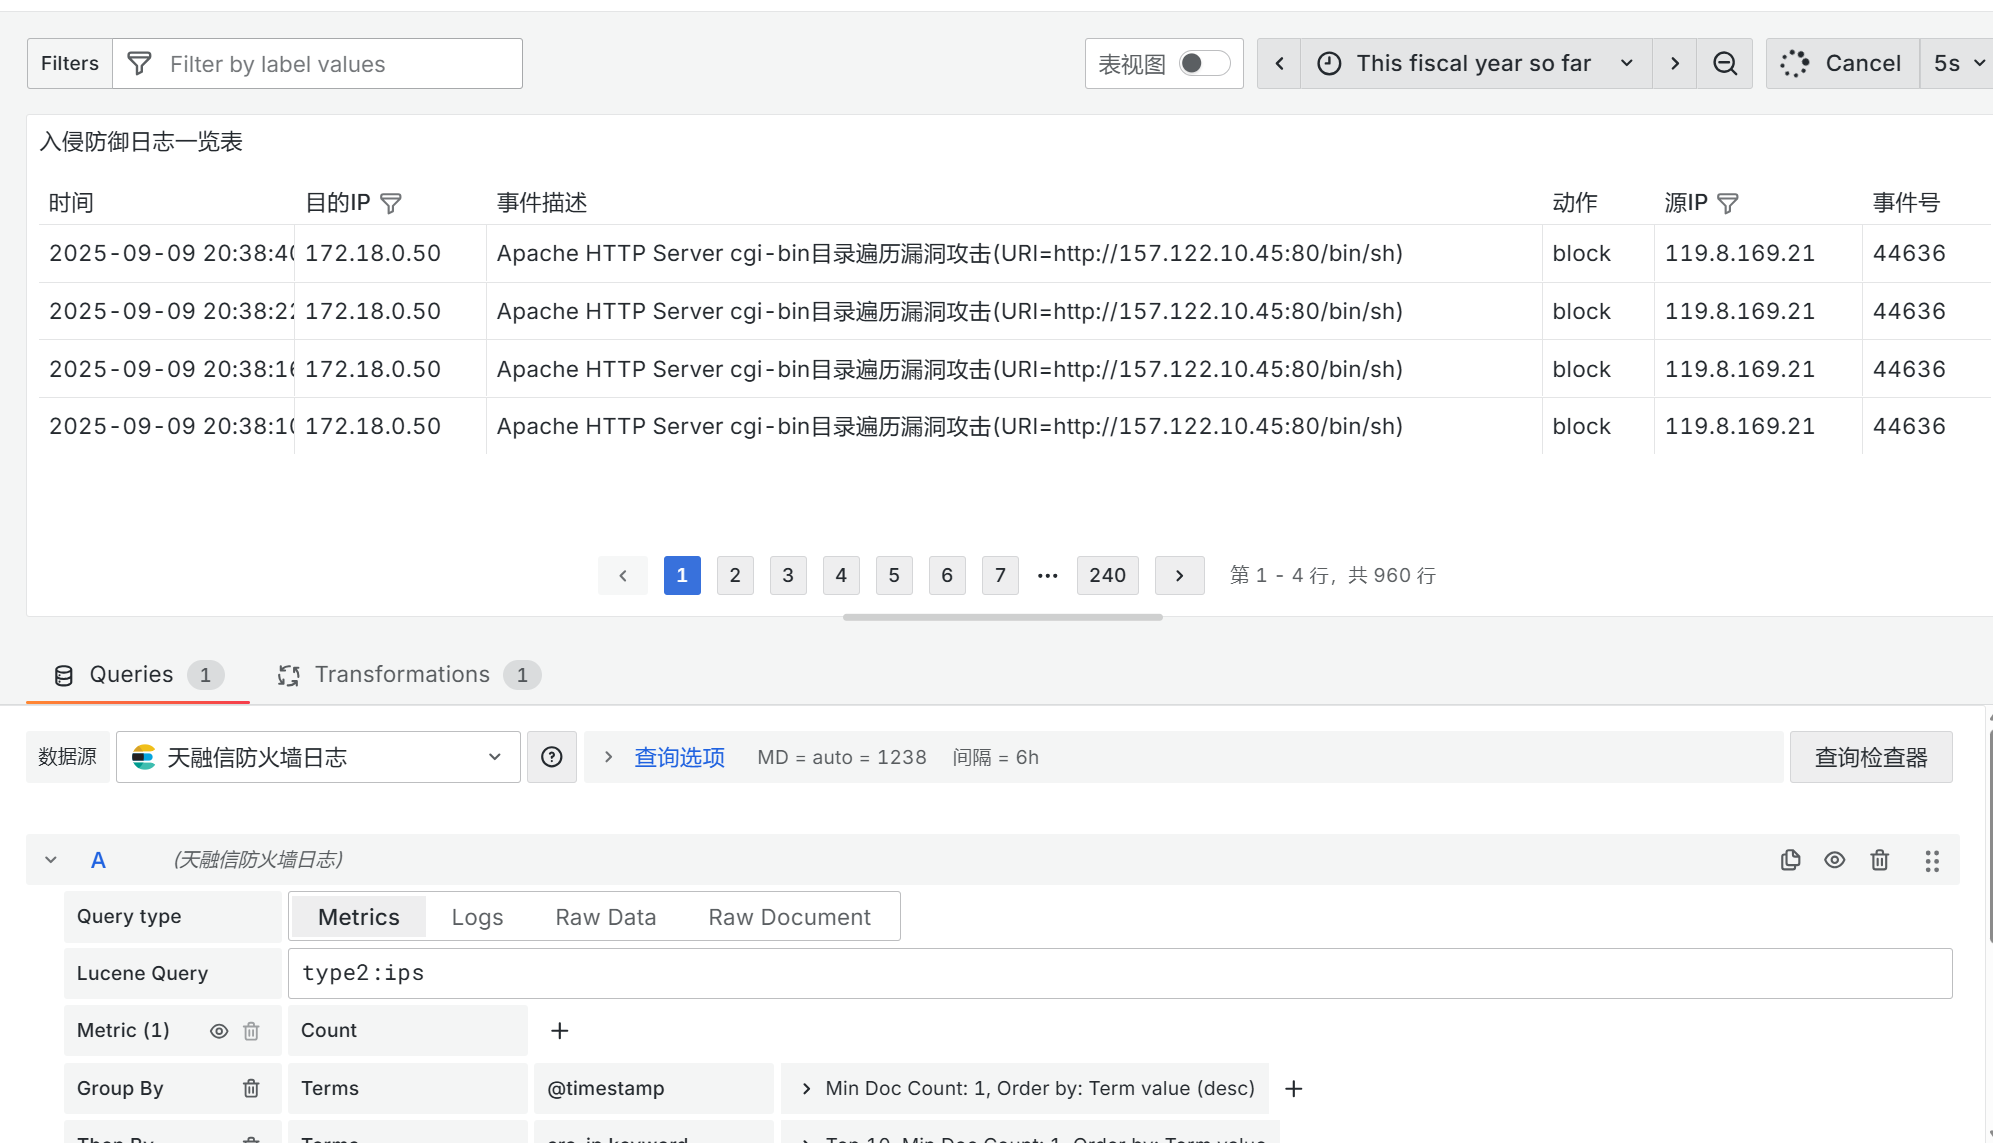 Filters Filter by label values 表视图 This fiscal year so far Cancel 5s
入侵防御日志一览表
时间 目的IP 事件描述 动作 源IP 事件号
2025-09-09 20:38:40 172.18.0.50 Apache HTTP Server cgi-bin目录遍历漏洞攻击(URI=http://157.122.10.45:80/bin/sh) block 119.8.169.21 44636
2025-09-09 20:38:22 172.18.0.50 Apache HTTP Server cgi-bin目录遍历漏洞攻击(URI=http://157.122.10.45:80/bin/sh) block 119.8.169.21 44636
2025-09-09 20:38:16 172.18.0.50 Apache HTTP Server cgi-bin目录遍历漏洞攻击(URI=http://157.122.10.45:80/bin/sh) block 119.8.169.21 44636
2025-09-09 20:38:10 172.18.0.50 Apache HTTP Server cgi-bin目录遍历漏洞攻击(URI=http://157.122.10.45:80/bin/sh) block 119.8.169.21 44636
1 2 3 4 5 6 7 ... 240 第 1 - 4 行，共 960 行
Queries 1 Transformations 1
数据源 天融信防火墙日志 查询选项 MD = auto = 1238 间隔 = 6h 查询检查器
A (天融信防火墙日志)
Query type Metrics Logs Raw Data Raw Document
Lucene Query type2:ips
Metric (1) Count
Group By Terms @timestamp Min Doc Count: 1, Order by: Term value (desc)
Then By Terms src_ip.keyword Top 10, Min Doc Count: 1, Order by: Term value